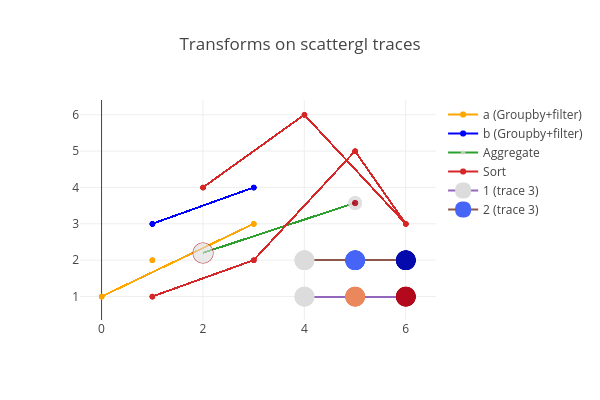 Transforms on scattergl traces
6
5
4
3
2
1
0
2
4
6
a (Groupby+filter)
b (Groupby+filter)
Aggregate
Sort
1 (trace 3)
2 (trace 3)